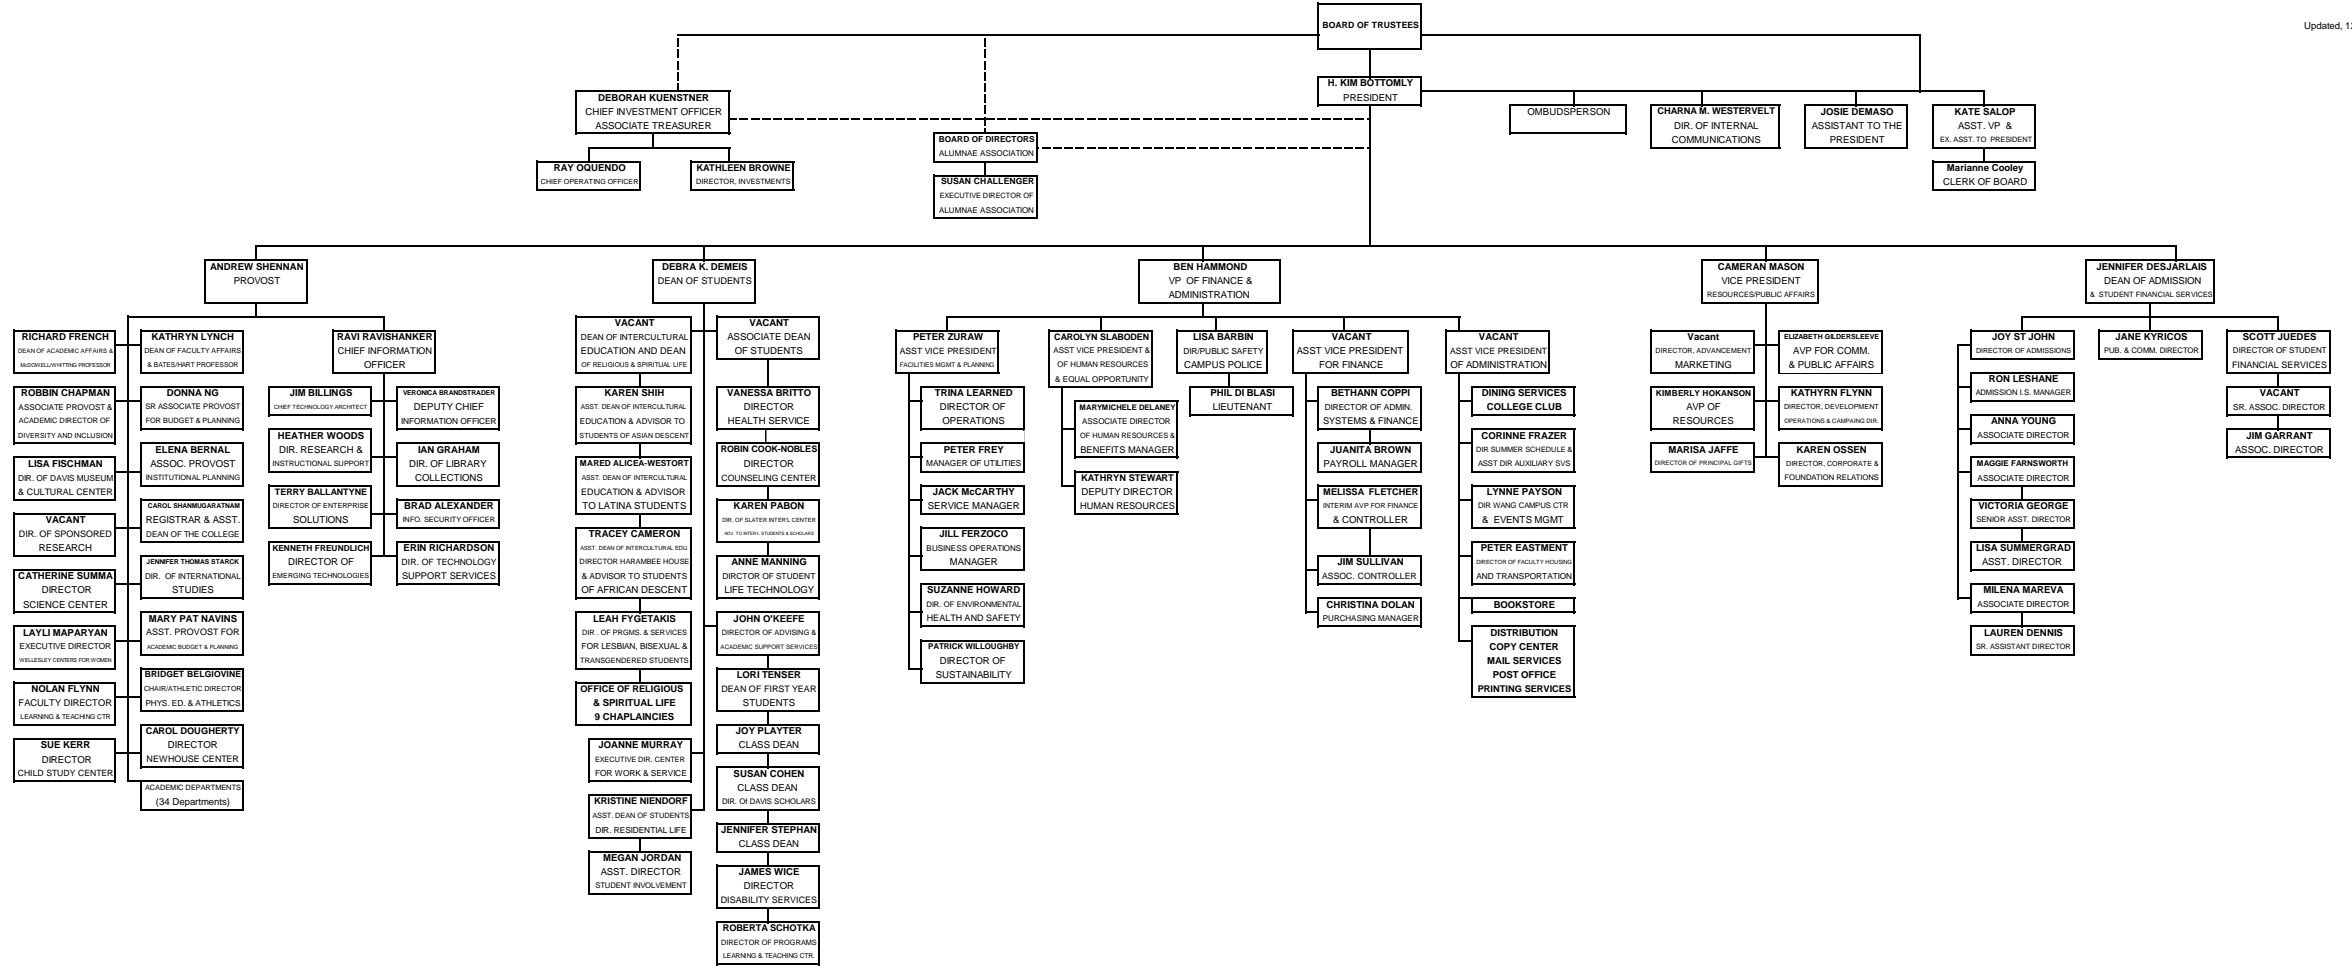 BOARD OF TRUSTEES
Updated, 12
H. KIM BOTTOMLY
PRESIDENT
DEBORAH KUENSTNER
CHIEF INVESTMENT OFFICER
ASSOCIATE TREASURER
RAY OQUENDO
CHIEF OPERATING OFFICER
KATHLEEN BROWNE
DIRECTOR, INVESTMENTS
BOARD OF DIRECTORS
ALUMNAE ASSOCIATION
SUSAN CHALLENGER
EXECUTIVE DIRECTOR OF
ALUMNAE ASSOCIATION
OMBUDSPERSON
CHARNA M. WESTERVELT
DIR. OF INTERNAL
COMMUNICATIONS
JOSIE DEMASO
ASSISTANT TO THE
PRESIDENT
KATE SALOP
ASST. VP &
EX. ASST. TO PRESIDENT
Marianne Cooley
CLERK OF BOARD
ANDREW SHENNAN
PROVOST
RICHARD FRENCH
DEAN OF ACADEMIC AFFAIRS &
McDOWELL/WHITTING PROFESSOR
ROBBIN CHAPMAN
ASSOCIATE PROVOST &
ACADEMIC DIRECTOR OF
DIVERSITY AND INCLUSION
LISA FISCHMAN
DIR. OF DAVIS MUSEUM
& CULTURAL CENTER
VACANT
DIR. OF SPONSORED
RESEARCH
CATHERINE SUMMA
DIRECTOR
SCIENCE CENTER
LAYLI MAPARYAN
EXECUTIVE DIRECTOR
WELLESLEY CENTERS FOR WOMEN
NOLAN FLYNN
FACULTY DIRECTOR
LEARNING & TEACHING CTR
SUE KERR
DIRECTOR
CHILD STUDY CENTER
KATHRYN LYNCH
DEAN OF FACULTY AFFAIRS
& BATES/HART PROFESSOR
DONNA NG
SR ASSOCIATE PROVOST
FOR BUDGET & PLANNING
ELENA BERNAL
ASSOC. PROVOST
INSTITUTIONAL PLANNING
CAROL SHANMUGARATNAM
REGISTRAR & ASST.
DEAN OF THE COLLEGE
JENNIFER THOMAS STARCK
DIR. OF INTERNATIONAL
STUDIES
MARY PAT NAVINS
ASST. PROVOST FOR
ACADEMIC BUDGET & PLANNING
BRIDGET BELGIOVINE
CHAIR/ATHLETIC DIRECTOR
PHYS. ED. & ATHLETICS
CAROL DOUGHERTY
DIRECTOR
NEWHOUSE CENTER
ACADEMIC DEPARTMENTS
(34 Departments)
RAVI RAVISHANKER
CHIEF INFORMATION
OFFICER
JIM BILLINGS
CHIEF TECHNOLOGY ARCHITECT
HEATHER WOODS
DIR. RESEARCH &
INSTRUCTIONAL SUPPORT
TERRY BALLANTYNE
DIRECTOR OF ENTERPRISE
SOLUTIONS
KENNETH FREUNDLICH
DIRECTOR OF
EMERGING TECHNOLOGIES
VERONICA BRANDSTRADER
DEPUTY CHIEF
INFORMATION OFFICER
IAN GRAHAM
DIR. OF LIBRARY
COLLECTIONS
BRAD ALEXANDER
INFO. SECURITY OFFICER
ERIN RICHARDSON
DIR. OF TECHNOLOGY
SUPPORT SERVICES
DEBRA K. DEMEIS
DEAN OF STUDENTS
VACANT
DEAN OF INTERCULTURAL
EDUCATION AND DEAN
OF RELIGIOUS & SPIRITUAL LIFE
KAREN SHIH
ASST. DEAN OF INTERCULTURAL
EDUCATION & ADVISOR TO
STUDENTS OF ASIAN DESCENT
MARED ALICEA-WESTORT
ASST. DEAN OF INTERCULTURAL
EDUCATION & ADVISOR
TO LATINA STUDENTS
TRACEY CAMERON
ASST. DEAN OF INTERCULTURAL EDU.
DIRECTOR HARAMBEE HOUSE
& ADVISOR TO STUDENTS
OF AFRICAN DESCENT
LEAH FYGETAKIS
DIR . OF PRGMS. & SERVICES
FOR LESBIAN, BISEXUAL &
TRANSGENDERED STUDENTS
OFFICE OF RELIGIOUS
& SPIRITUAL LIFE
9 CHAPLAINCIES
JOANNE MURRAY
EXECUTIVE DIR. CENTER
FOR WORK & SERVICE
KRISTINE NIENDORF
ASST. DEAN OF STUDENTS
DIR. RESIDENTIAL LIFE
MEGAN JORDAN
ASST. DIRECTOR
STUDENT INVOLVEMENT
VACANT
ASSOCIATE DEAN
OF STUDENTS
VANESSA BRITTO
DIRECTOR
HEALTH SERVICE
ROBIN COOK-NOBLES
DIRECTOR
COUNSELING CENTER
KAREN PABON
DIR. OF SLATER INTER'L CENTER
ADV. TO INTER'L STUDENTS & SCHOLARS
ANNE MANNING
DIRCTOR OF STUDENT
LIFE TECHNOLOGY
JOHN O'KEEFE
DIRECTOR OF ADVISING &
ACADEMIC SUPPORT SERVICES
LORI TENSER
DEAN OF FIRST YEAR
STUDENTS
JOY PLAYTER
CLASS DEAN
SUSAN COHEN
CLASS DEAN
DIR. Of DAVIS SCHOLARS
JENNIFER STEPHAN
CLASS DEAN
JAMES WICE
DIRECTOR
DISABILITY SERVICES
ROBERTA SCHOTKA
DIRECTOR OF PROGRAMS
LEARNING & TEACHING CTR.
BEN HAMMOND
VP OF FINANCE &
ADMINISTRATION
PETER ZURAW
ASST VICE PRESIDENT
FACILITIES MGMT & PLANNING
TRINA LEARNED
DIRECTOR OF
OPERATIONS
PETER FREY
MANAGER OF UTILITIES
JACK McCARTHY
SERVICE MANAGER
JILL FERZOCO
BUSINESS OPERATIONS
MANAGER
SUZANNE HOWARD
DIR. OF ENVIRONMENTAL
HEALTH AND SAFETY
PATRICK WILLOUGHBY
DIRECTOR OF
SUSTAINABILITY
CAROLYN SLABODEN
ASST VICE PRESIDENT &
OF HUMAN RESOURCES
& EQUAL OPPORTUNITY
MARYMICHELE DELANEY
ASSOCIATE DIRECTOR
OF HUMAN RESOURCES &
BENEFITS MANAGER
KATHRYN STEWART
DEPUTY DIRECTOR
HUMAN RESOURCES
LISA BARBIN
DIR/PUBLIC SAFETY
CAMPUS POLICE
PHIL DI BLASI
LIEUTENANT
VACANT
ASST VICE PRESIDENT
FOR FINANCE
BETHANN COPPI
DIRECTOR OF ADMIN.
SYSTEMS & FINANCE
JUANITA BROWN
PAYROLL MANAGER
MELISSA FLETCHER
INTERIM AVP FOR FINANCE
& CONTROLLER
JIM SULLIVAN
ASSOC. CONTROLLER
CHRISTINA DOLAN
PURCHASING MANAGER
VACANT
ASST VICE PRESIDENT
OF ADMINISTRATION
DINING SERVICES
COLLEGE CLUB
CORINNE FRAZER
DIR SUMMER SCHEDULE &
ASST DIR AUXILIARY SVS
LYNNE PAYSON
DIR WANG CAMPUS CTR
& EVENTS MGMT
PETER EASTMENT
DIRECTOR OF FACULTY HOUSING
AND TRANSPORTATION
BOOKSTORE
DISTRIBUTION
COPY CENTER
MAIL SERVICES
POST OFFICE
PRINTING SERVICES
CAMERAN MASON
VICE PRESIDENT
RESOURCES/PUBLIC AFFAIRS
Vacant
DIRECTOR, ADVANCEMENT
MARKETING
KIMBERLY HOKANSON
AVP OF
RESOURCES
MARISA JAFFE
DIRECTOR OF PRINCIPAL GIFTS
ELIZABETH GILDERSLEEVE
AVP FOR COMM.
& PUBLIC AFFAIRS
KATHYRN FLYNN
DIRECTOR, DEVELOPMENT
OPERATIONS & CAMPAING DIR.
KAREN OSSEN
DIRECTOR, CORPORATE &
FOUNDATION RELATIONS
JENNIFER DESJARLAIS
DEAN OF ADMISSION
& STUDENT FINANCIAL SERVICES
JOY ST JOHN
DIRECTOR OF ADMISSIONS
RON LESHANE
ADMISSION I.S. MANAGER
ANNA YOUNG
ASSOCIATE DIRECTOR
MAGGIE FARNSWORTH
ASSOCIATE DIRECTOR
VICTORIA GEORGE
SENIOR ASST. DIRECTOR
LISA SUMMERGRAD
ASST. DIRECTOR
MILENA MAREVA
ASSOCIATE DIRECTOR
LAUREN DENNIS
SR. ASSISTANT DIRECTOR
JANE KYRICOS
PUB. & COMM. DIRECTOR
SCOTT JUEDES
DIRECTOR OF STUDENT
FINANCIAL SERVICES
VACANT
SR. ASSOC. DIRECTOR
JIM GARRANT
ASSOC. DIRECTOR